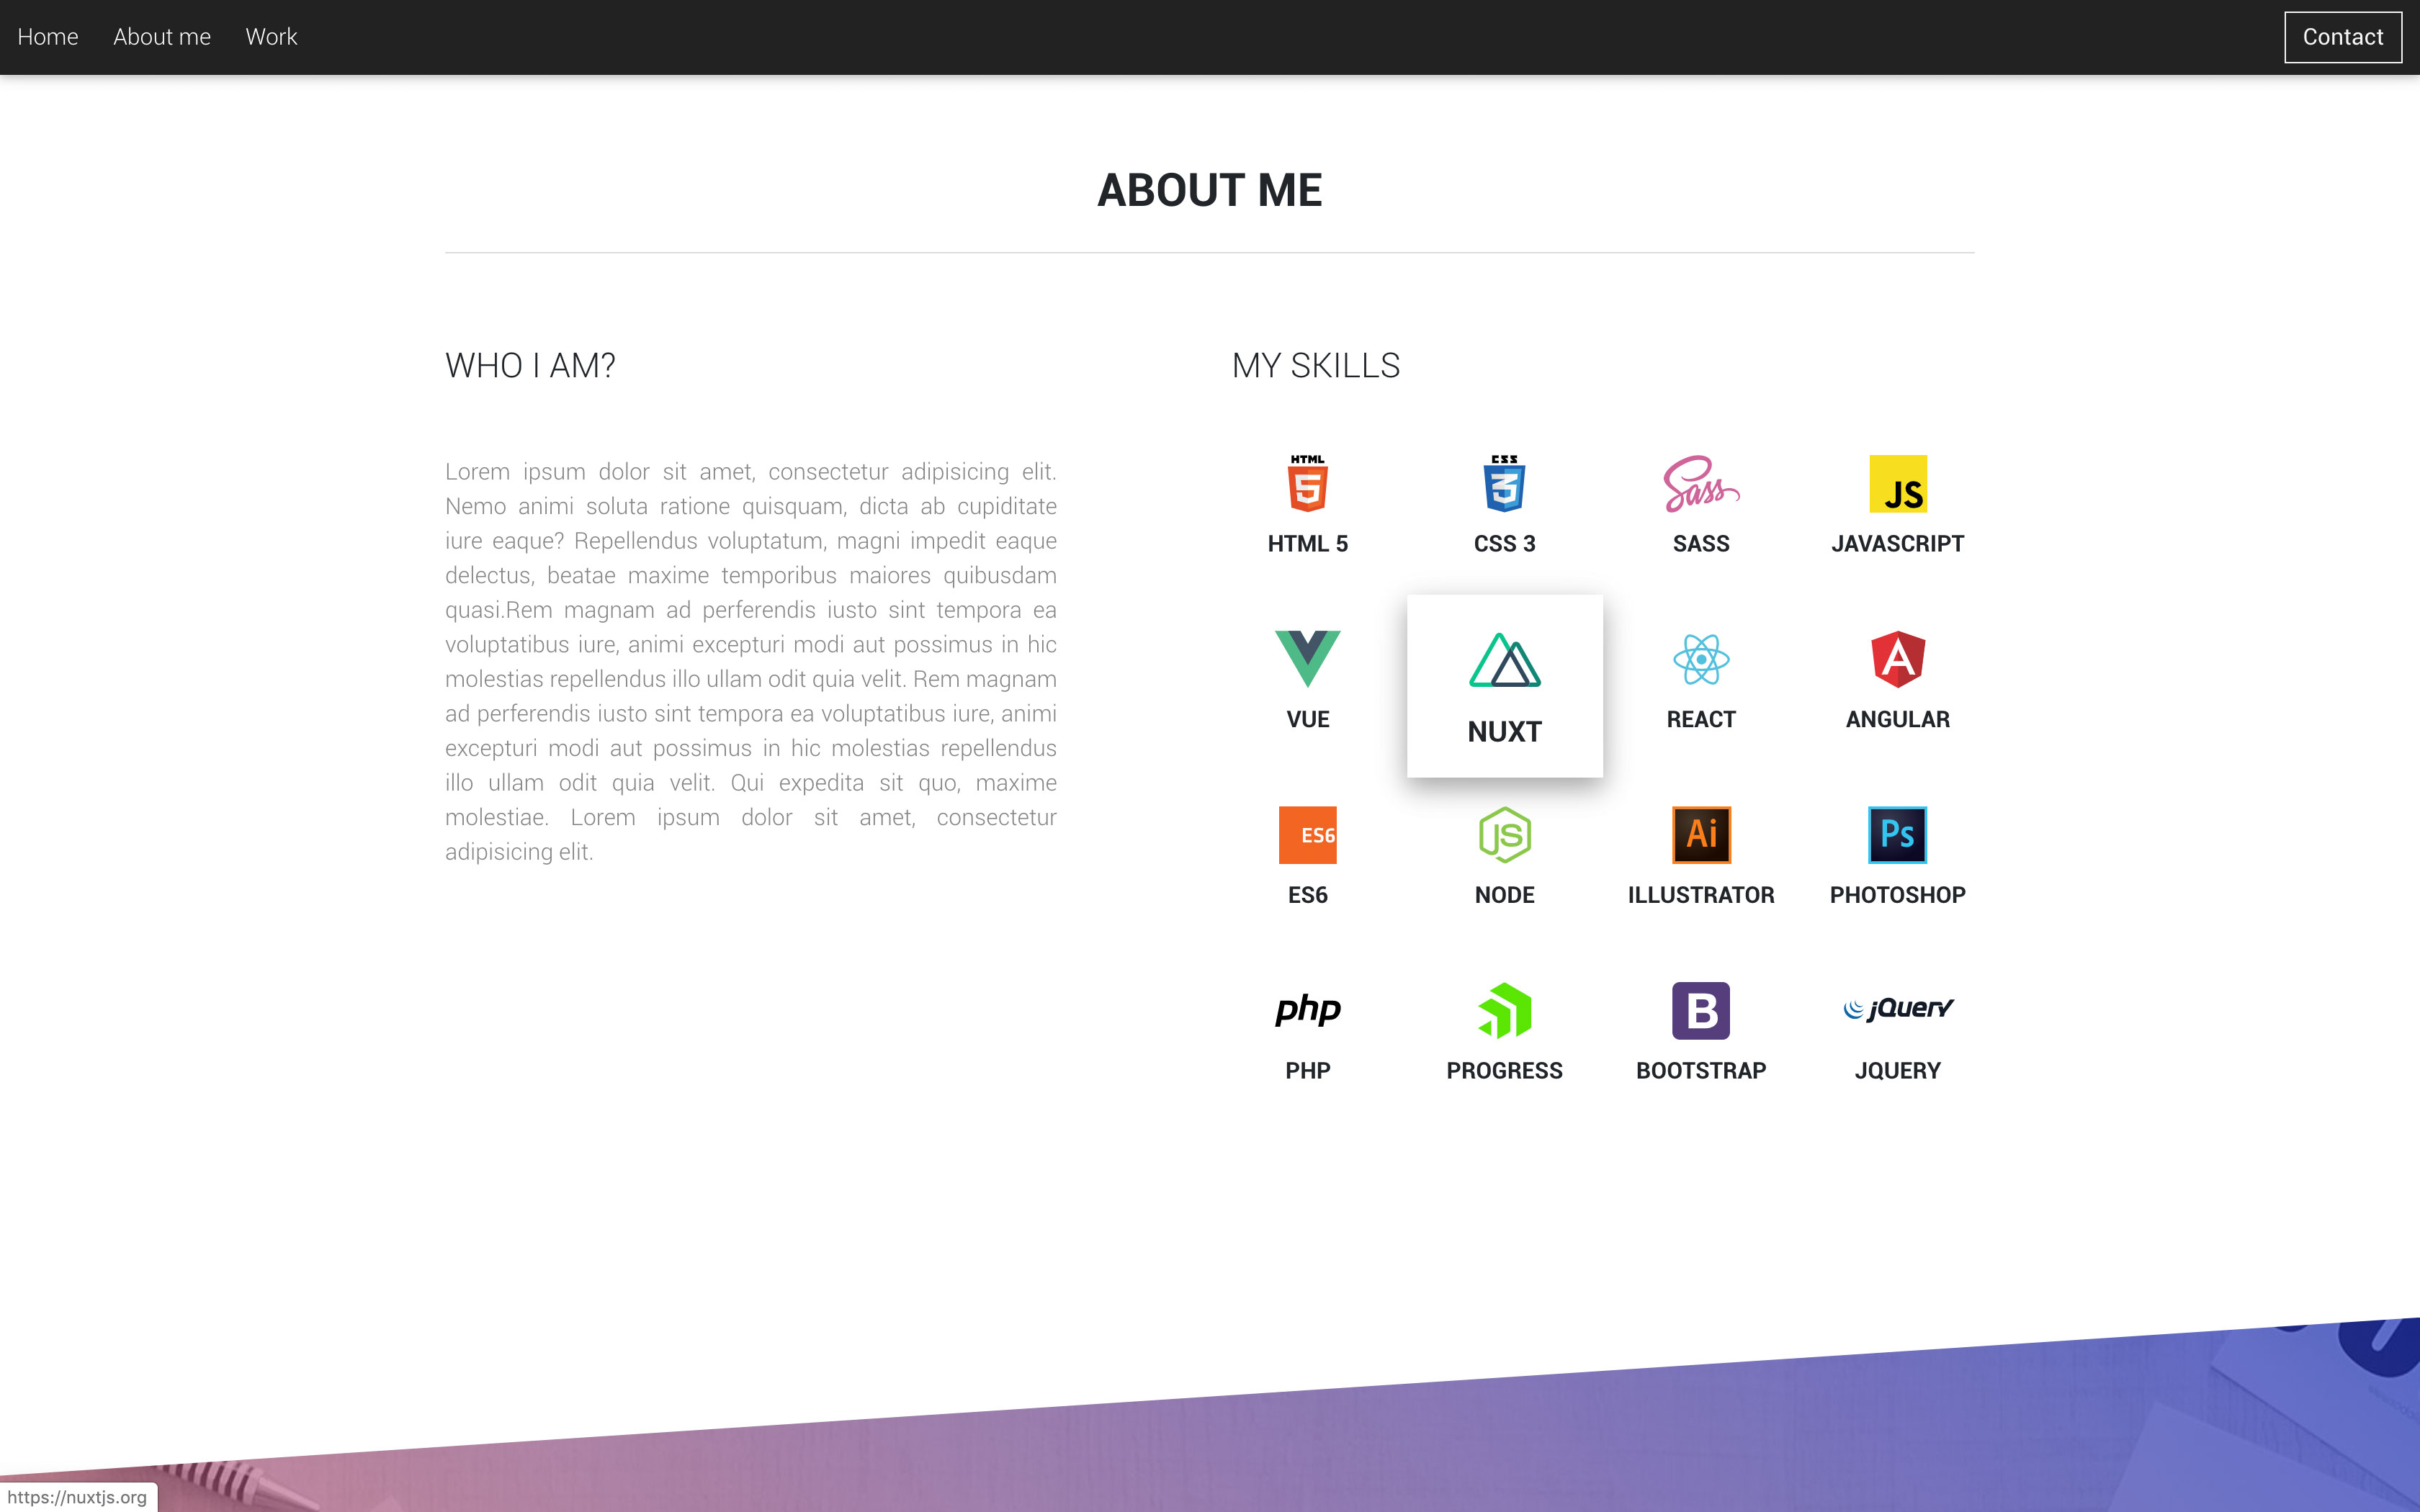 Home About me Work Contact
ABOUT ME
WHO I AM?
Lorem ipsum dolor sit amet, consectetur adipisicing elit.
Nemo animi soluta ratione quisquam, dicta ab cupiditate
iure eaque? Repellendus voluptatum, magni impedit eaque
delectus, beatae maxime temporibus maiores quibusdam
quasi.Rem magnam ad perferendis iusto sint tempora ea
voluptatibus iure, animi excepturi modi aut possimus in hic
molestias repellendus illo ullam odit quia velit. Rem magnam
ad perferendis iusto sint tempora ea voluptatibus iure, animi
excepturi modi aut possimus in hic molestias repellendus
illo ullam odit quia velit. Qui expedita sit quo, maxime
molestiae. Lorem ipsum dolor sit amet, consectetur
adipisicing elit.
MY SKILLS
HTML 5 CSS 3 Sass JS
HTML 5 CSS 3 SASS JAVASCRIPT
A
VUE NUXT REACT ANGULAR
ES6 JS Ai Ps
ES6 NODE ILLUSTRATOR PHOTOSHOP
php B jQuery
PHP PROGRESS BOOTSTRAP JQUERY
https://nuxtjs.org